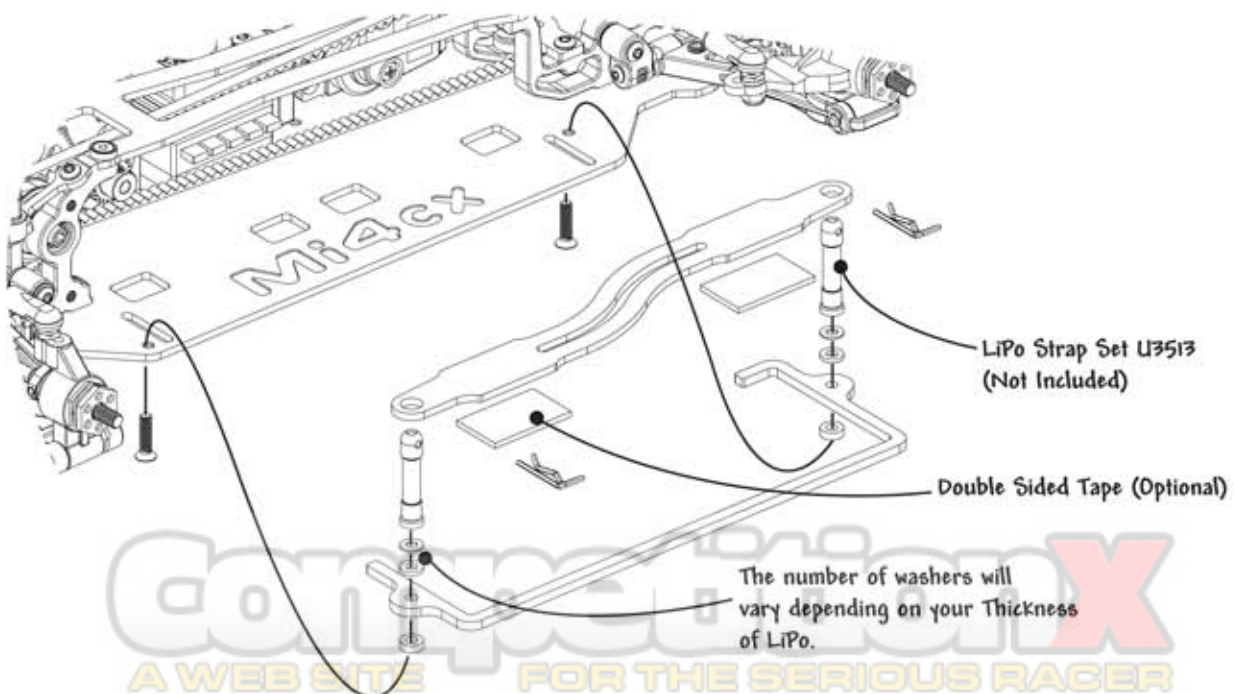 Mi4cx
LiPo Strap Set U3513
(Not Included)
Double Sided Tape (Optional)
The number of washers will
vary depending on your Thickness
of LiPo.
CompetitionX
A WEB SITE FOR THE SERIOUS RACER